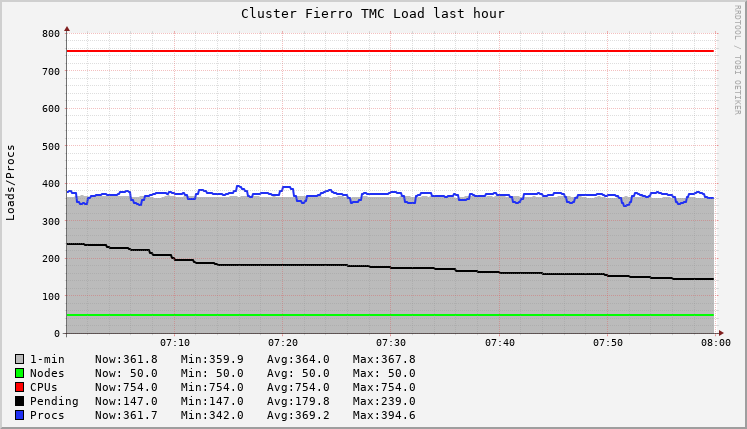 Cluster Fierro TMC Load last hour
RRDTOOL / TOBI OETIKER
Loads/Procs
800
700
600
500
400
300
200
100
0
07:10 07:20 07:30 07:40 07:50 08:00
1-min Now:361.8 Min:359.9 Avg:364.0 Max:367.8
Nodes Now: 50.0 Min: 50.0 Avg: 50.0 Max: 50.0
CPUs Now:754.0 Min:754.0 Avg:754.0 Max:754.0
Pending Now:147.0 Min:147.0 Avg:179.8 Max:239.0
Procs Now:361.7 Min:342.0 Avg:369.2 Max:394.6